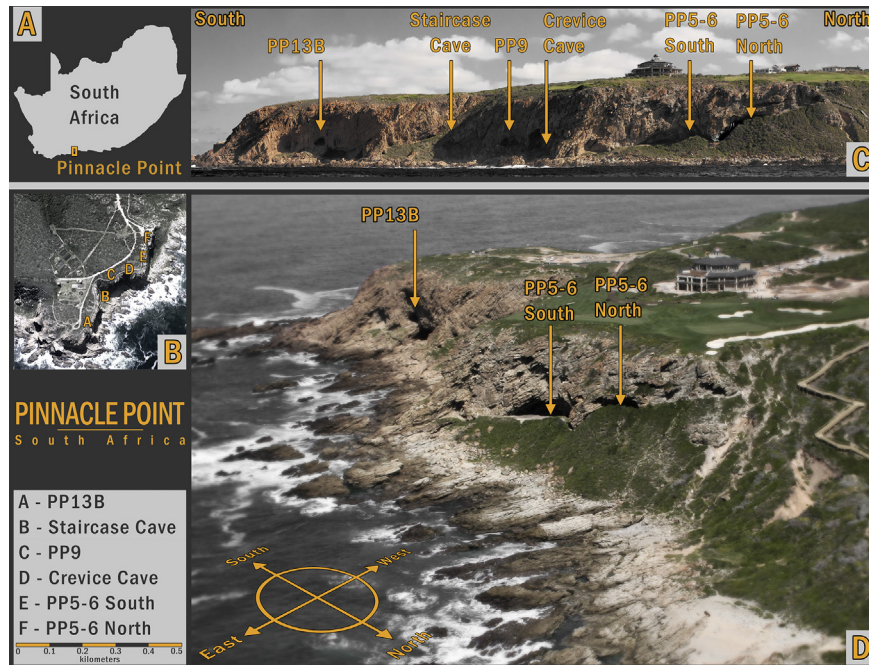 A
South
Africa
Pinnacle Point
South
PP13B
Staircase
Cave
PP9
Crevice
Cave
PP5-6
South
PP5-6
North
North
C
A
B
C
D
E
F
B
PINNACLE POINT
South Africa
A - PP13B
B - Staircase Cave
C - PP9
D - Crevice Cave
E - PP5-6 South
F - PP5-6 North
0 0.1 0.2 0.3 0.4 0.5
kilometers
PP13B
PP5-6
South
PP5-6
North
South
West
East
North
D